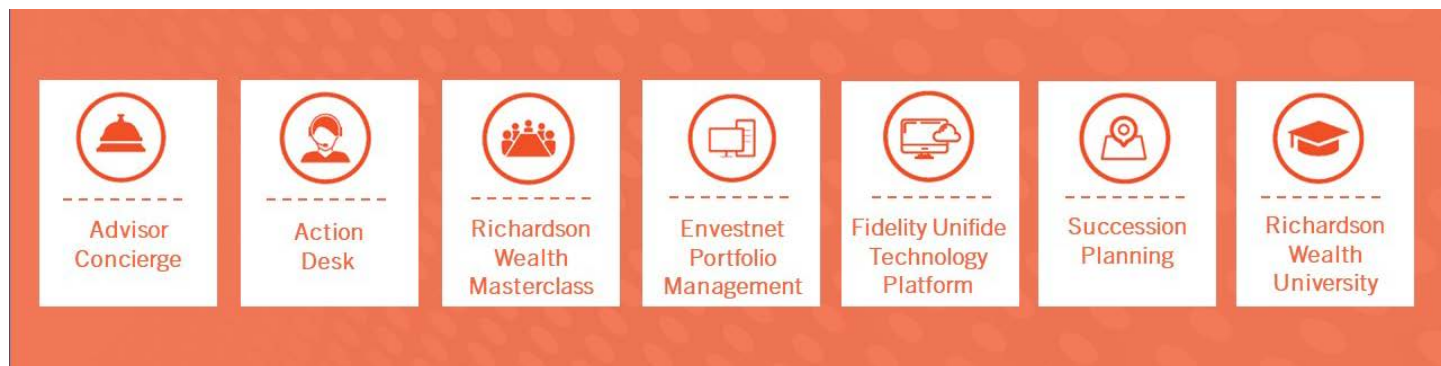 Advisor
Concierge
Action
Desk
Richardson
Wealth
Masterclass
Envestnet
Portfolio
Management
Fidelity Unifide
Technology
Platform
Succession
Planning
Richardson
Wealth
University